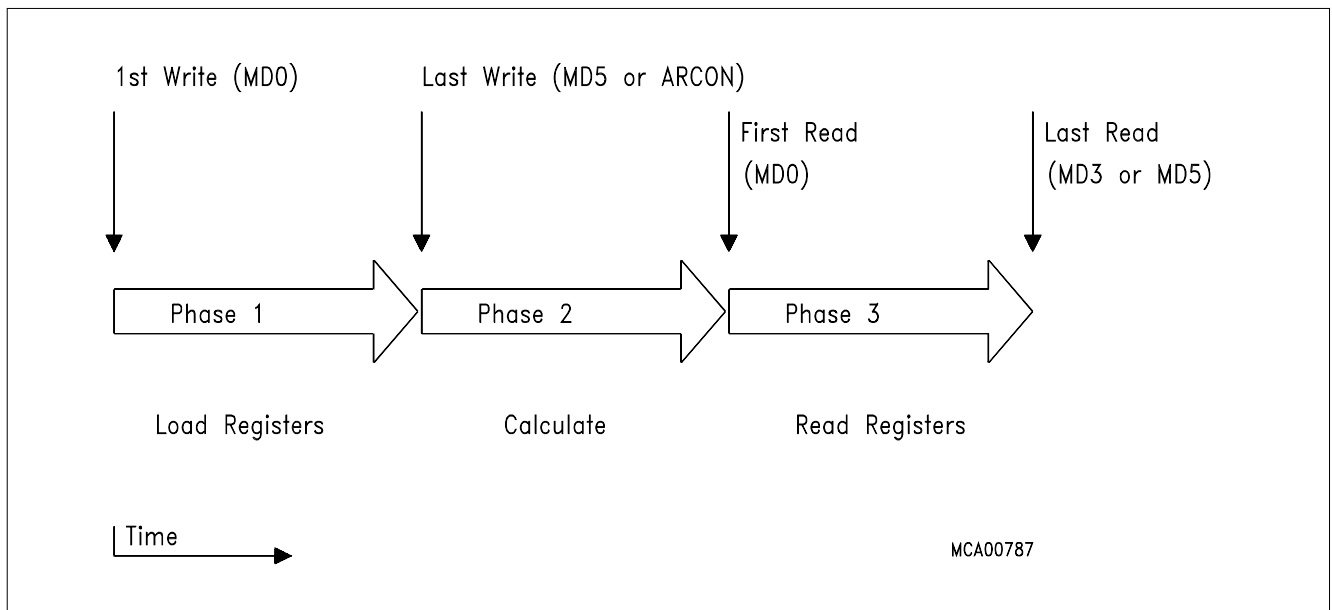 1st Write (MD0)
Last Write (MD5 or ARCON)
First Read
(MD0)
Last Read
(MD3 or MD5)
Phase 1
Phase 2
Phase 3
Load Registers
Calculate
Read Registers
Time
MCA00787